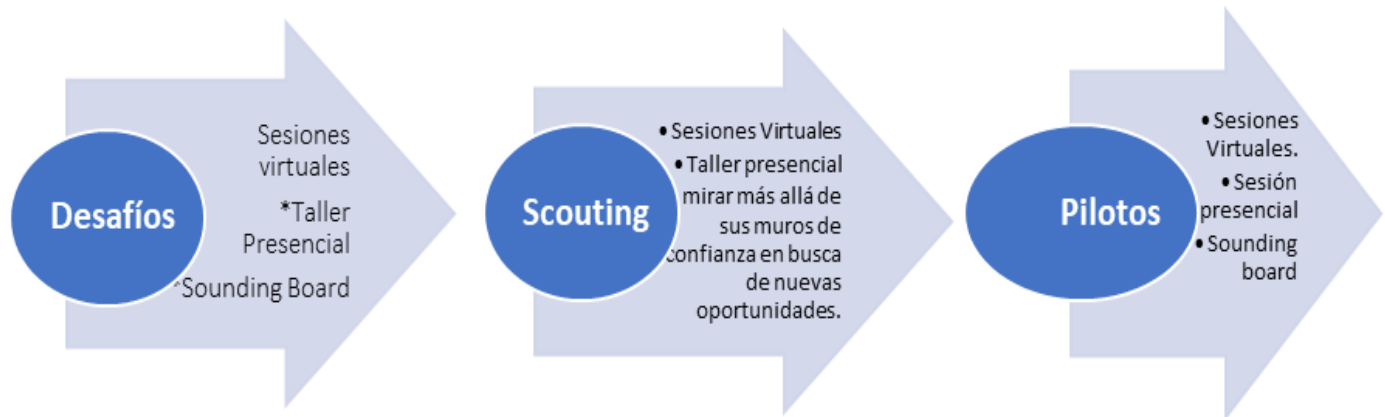 Desafíos
Sesiones
virtuales
*Taller
Presencial
*Sounding Board
Scouting
• Sesiones Virtuales
• Taller presencial
mirar más allá de
sus muros de
confianza en busca
de nuevas
oportunidades.
Pilotos
• Sesiones
Virtuales.
• Sesión
presencial
• Sounding
board